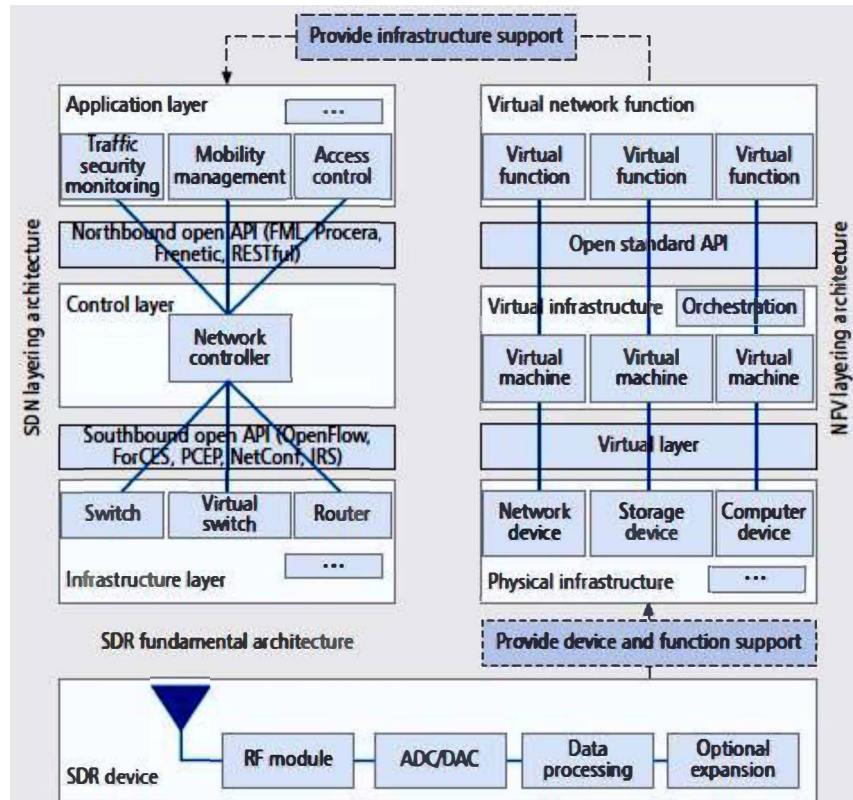 Provide infrastructure support
SDN layering architecture
Application layer
...
Traffic
security
monitoring
Mobility
management
Access
control
Northbound open API (FML, Procera,
Frenetic, RESTful)
Control layer
Network
controller
Southbound open API (OpenFlow,
ForCES, PCEP, NetConf, IRS)
Switch
Virtual
switch
Router
...
Infrastructure layer
Virtual network function
Virtual
function
Virtual
function
Virtual
function
Open standard API
Virtual infrastructure
Orchestration
Virtual
machine
Virtual
machine
Virtual
machine
Virtual layer
Network
device
Storage
device
Computer
device
Physical infrastructure
...
NFV layering architecture
SDR fundamental architecture
Provide device and function support
SDR device
RF module
ADC/DAC
Data
processing
Optional
expansion